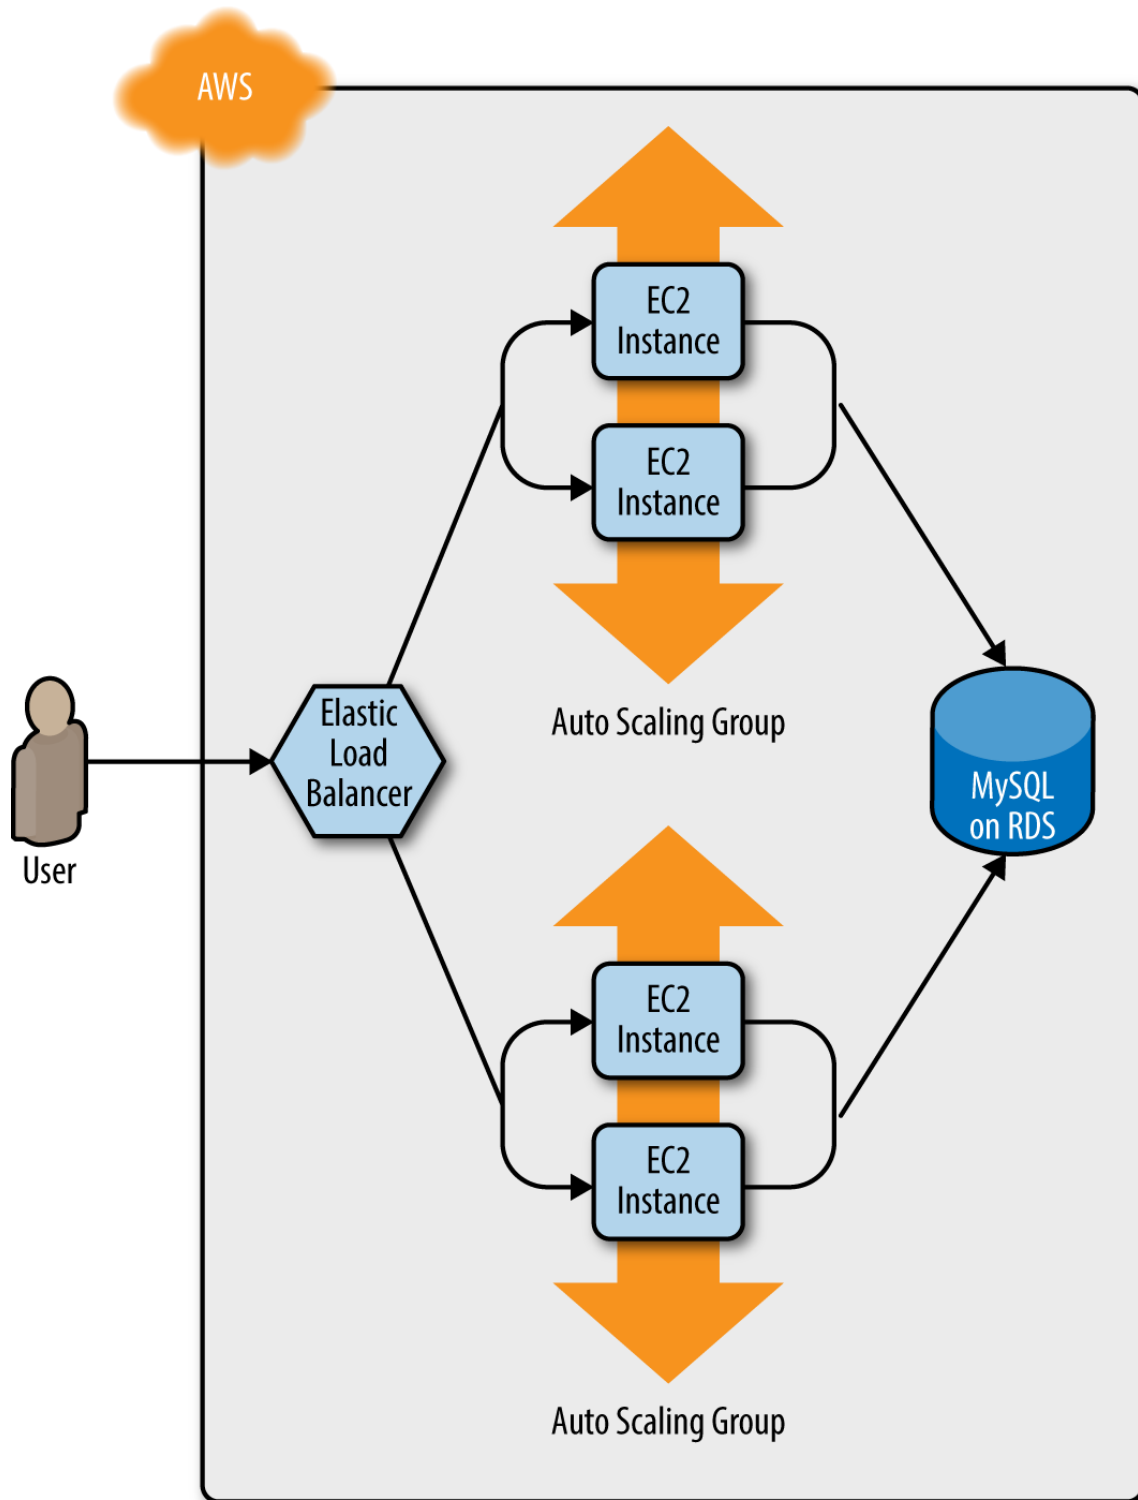 AWS
EC2
Instance
EC2
Instance
Auto Scaling Group
Elastic
Load
Balancer
User
MySQL
on RDS
EC2
Instance
EC2
Instance
Auto Scaling Group